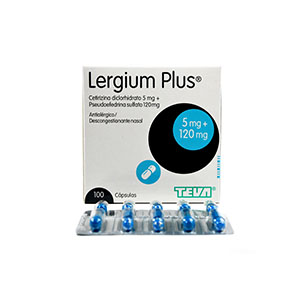 Lergium Plus®
Cetirizina diclorhidrato 5 mg +
Pseudoefedrina sulfato 120 mg
Antialérgico/
Descongestionante nasal
5 mg +
120 mg
100 Cápsulas
TEVA